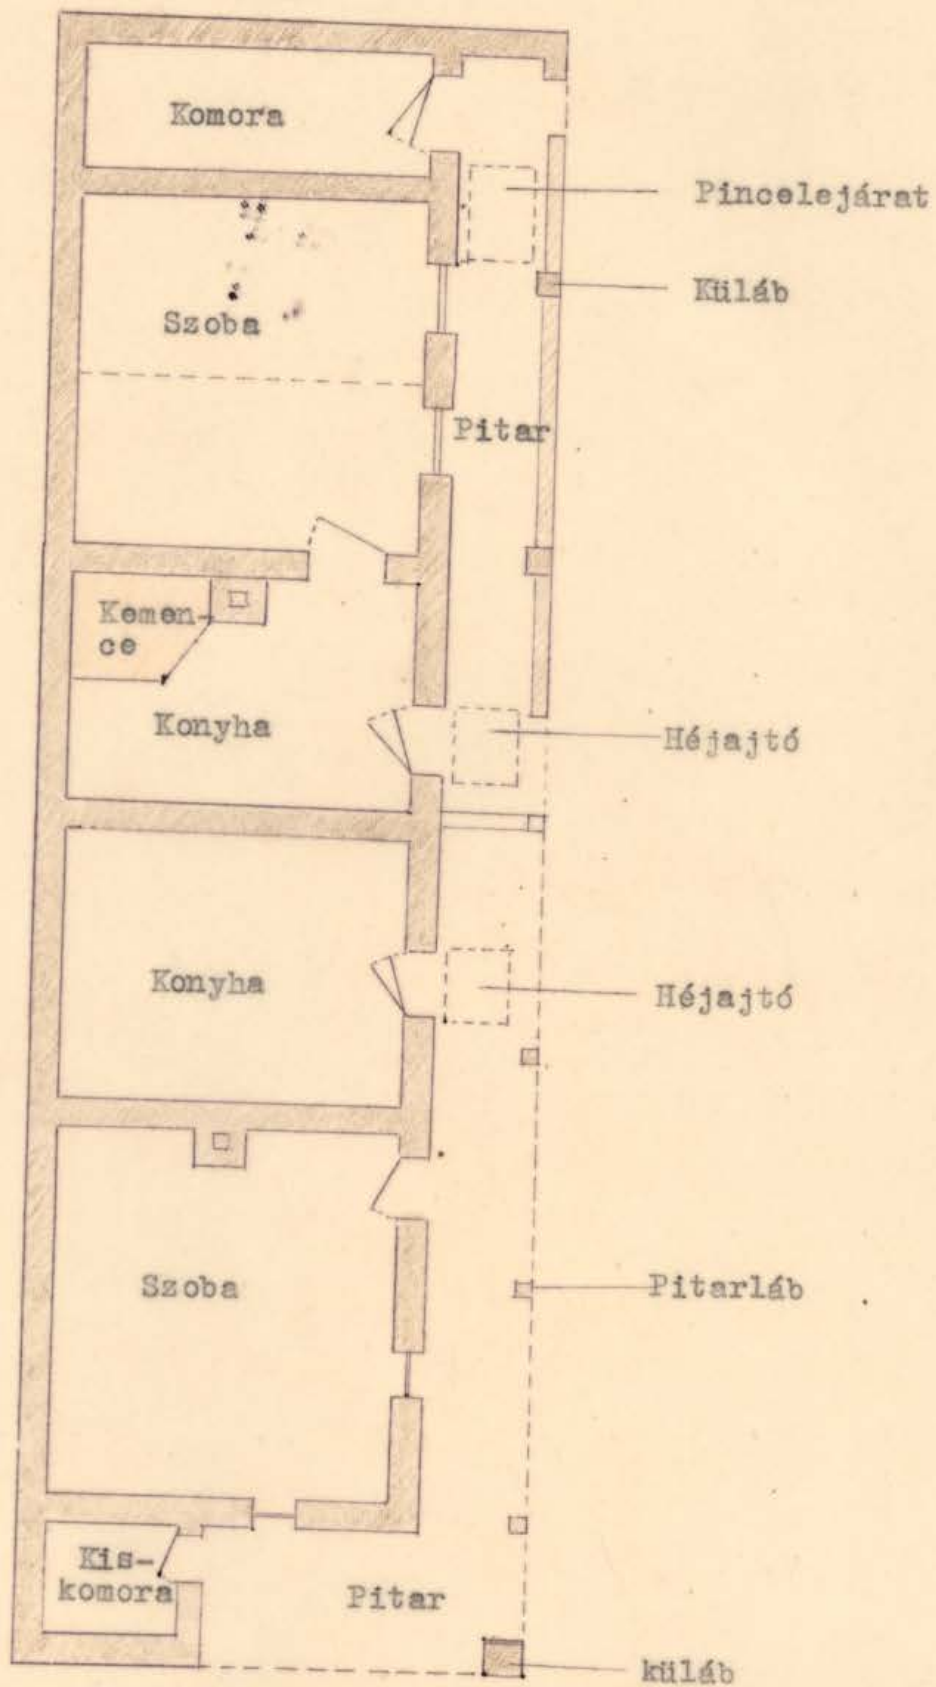 Komora
Pincelejárat
Küláb
Szoba
Pitar
Kemen-
ce
Konyha
Héjajtó
Konyha
Héjajtó
Szoba
Pitarláb
Kis-
komora
Pitar
küláb